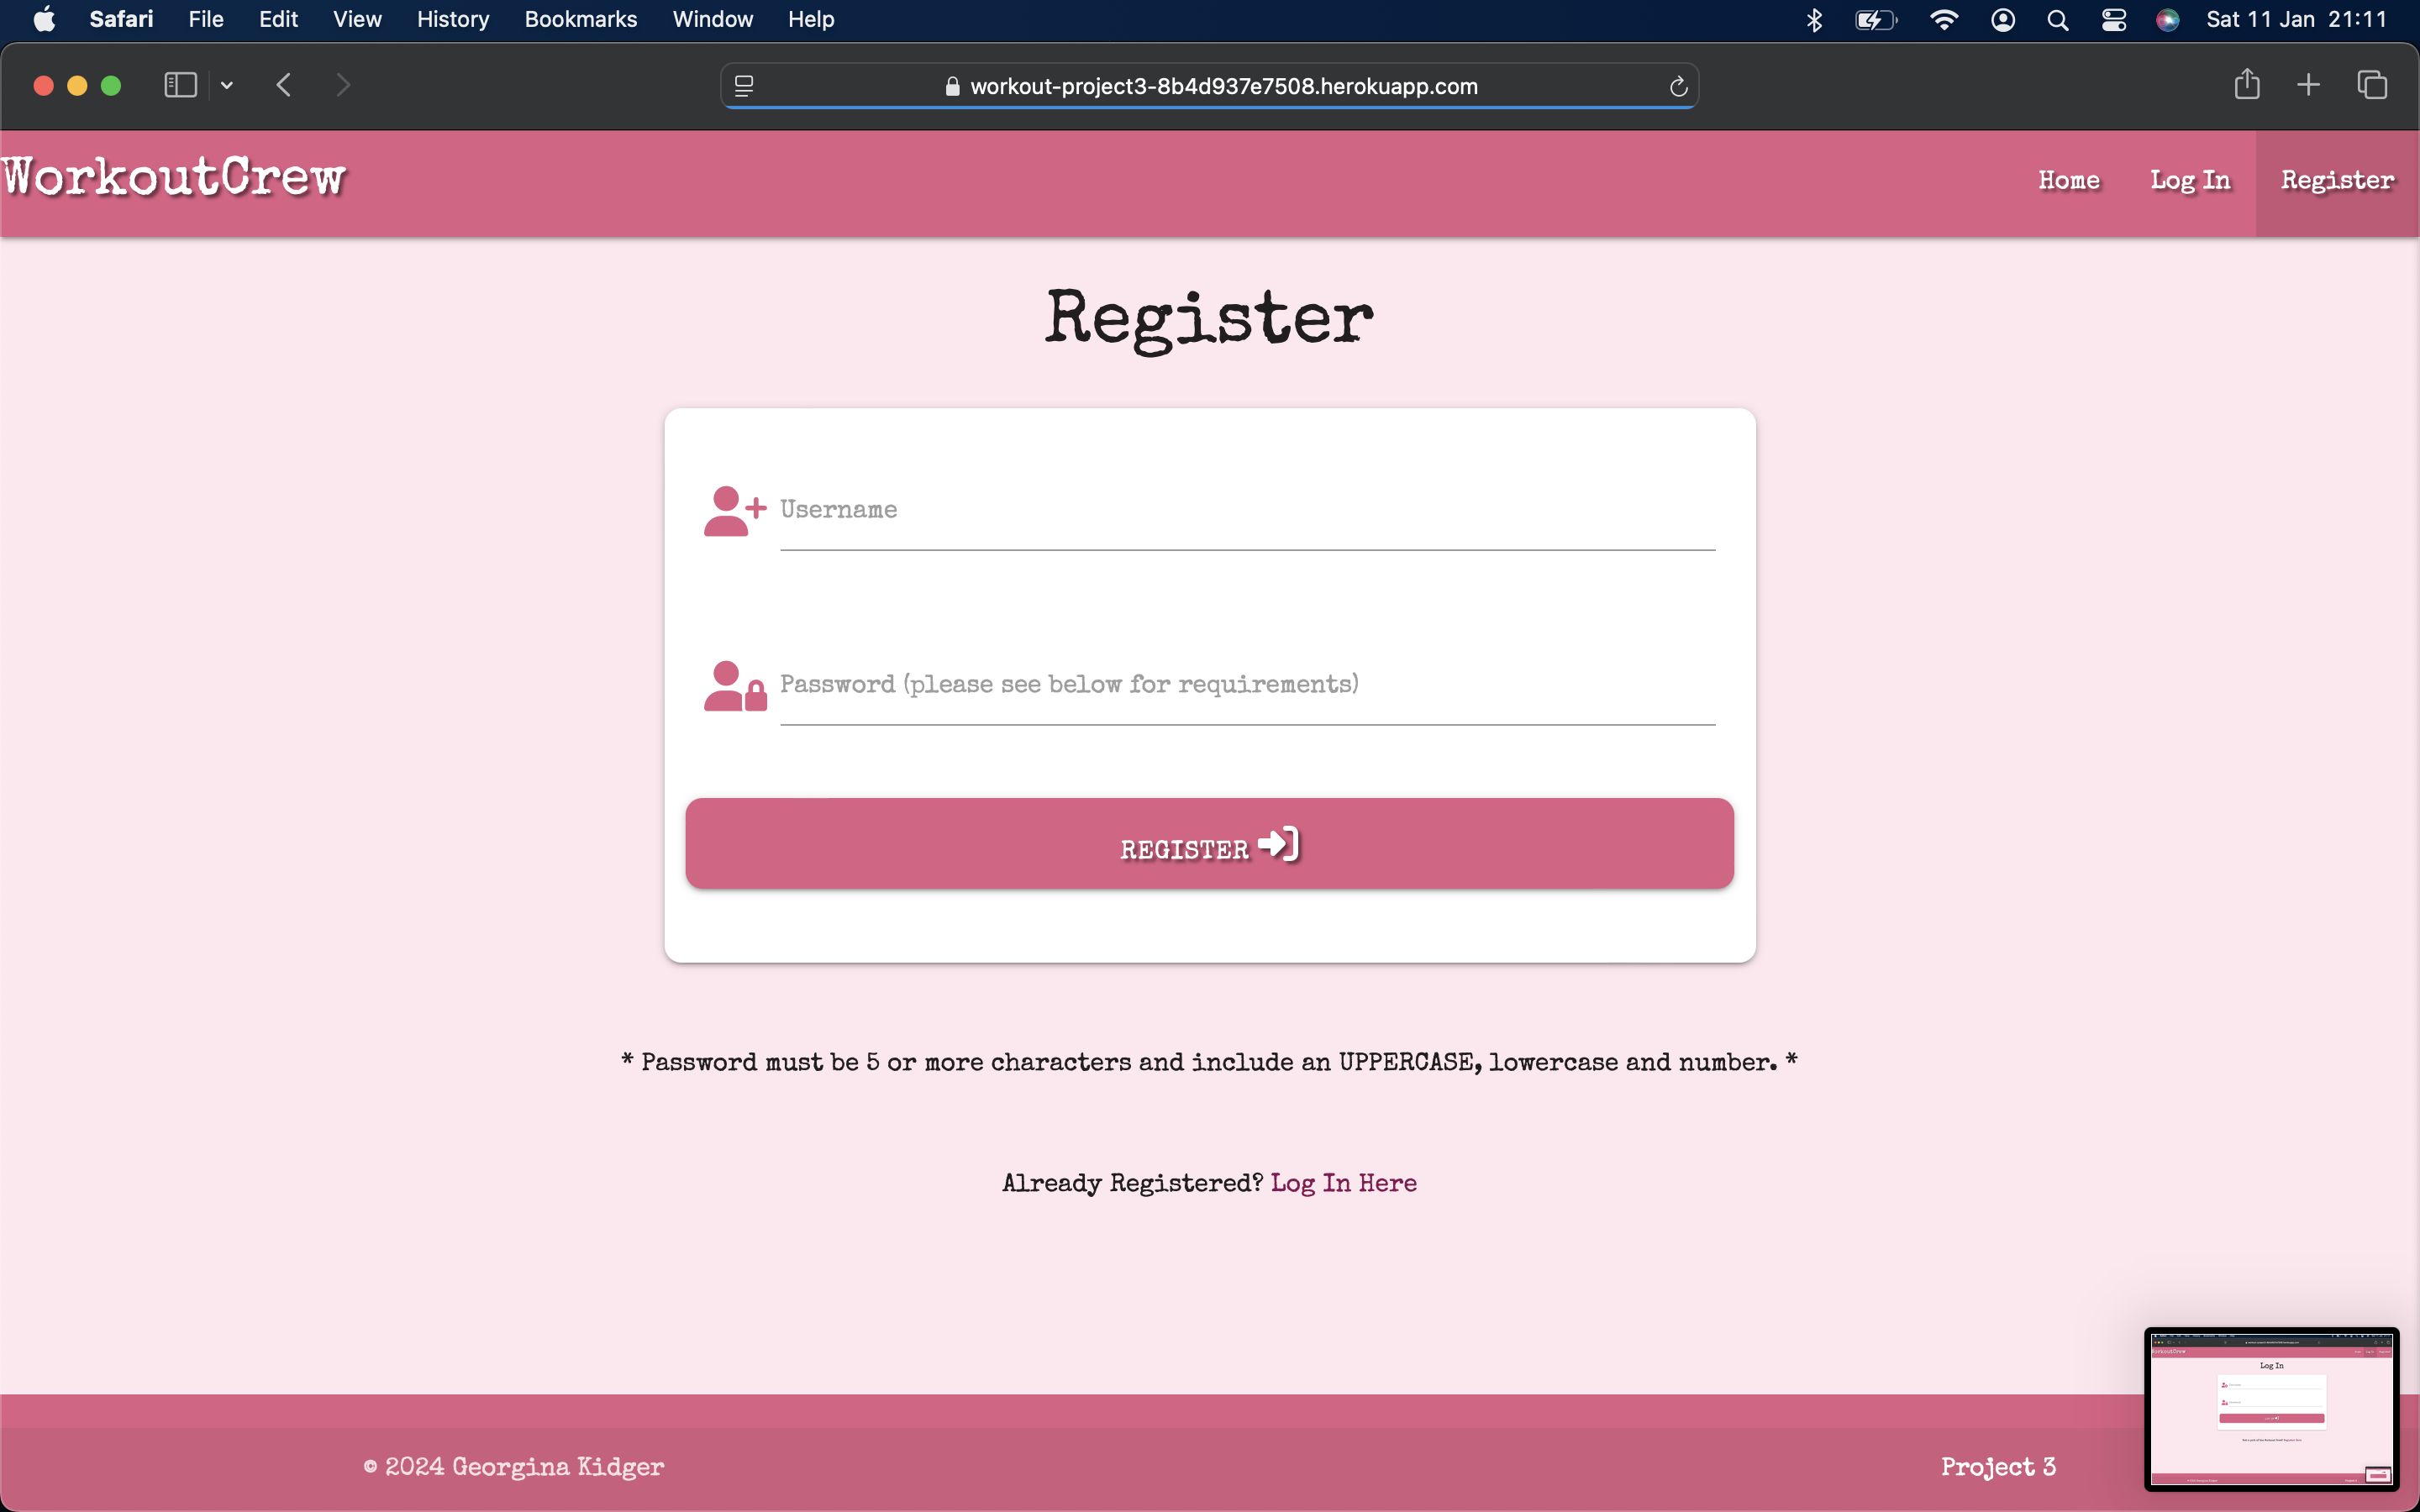 Safari File Edit View History Bookmarks Window Help Sat 11 Jan 21:11
workout-project3-8b4d937e7508.herokuapp.com
WorkoutCrew Home Log In Register
Register
Username
Password (please see below for requirements)
REGISTER
* Password must be 5 or more characters and include an UPPERCASE, lowercase and number. *
Already Registered? Log In Here
Log In
© 2024 Georgina Kidger Project 3